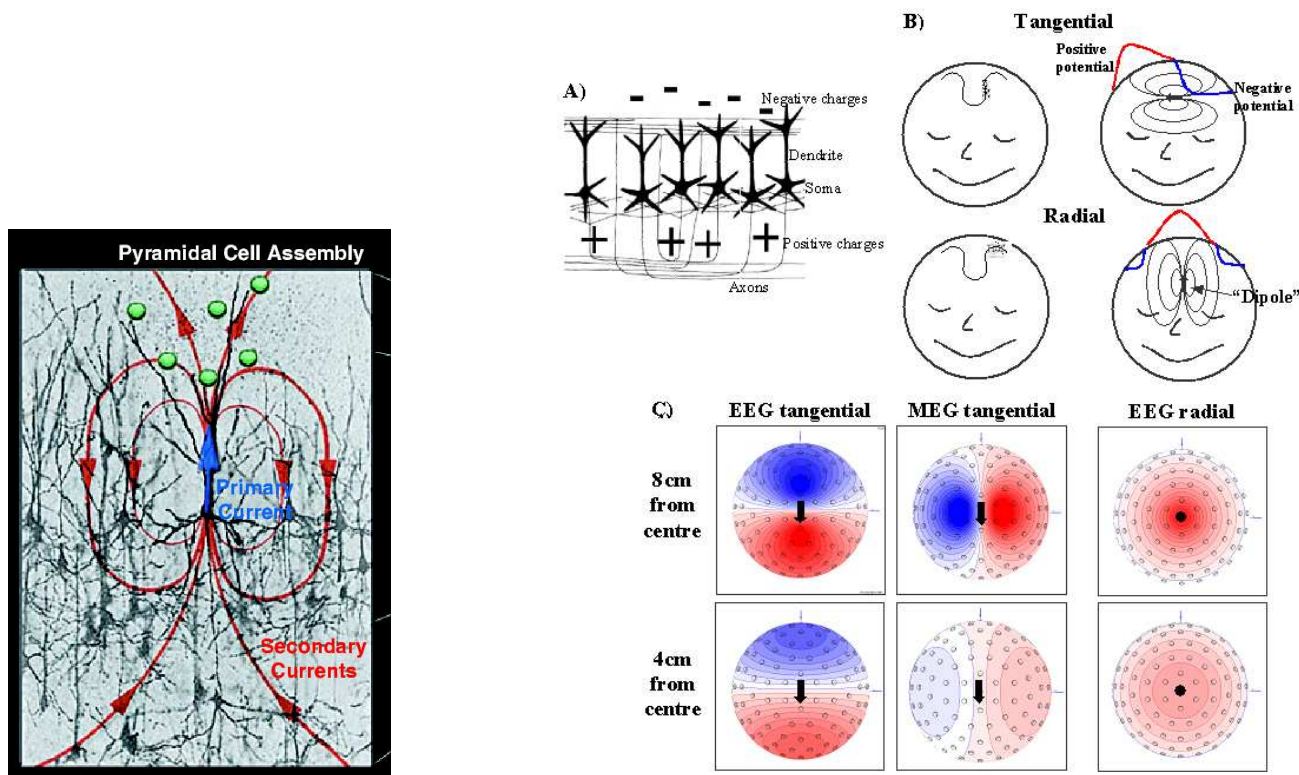 Pyramidal Cell Assembly
Primary
Current
Secondary
Currents
A)
Negative charges
Dendrite
Soma
Positive charges
Axons
B)
Tangential
Positive
potential
Negative
potential
Radial
“Dipole”
C)
EEG tangential
MEG tangential
EEG radial
8cm
from
centre
4cm
from
centre